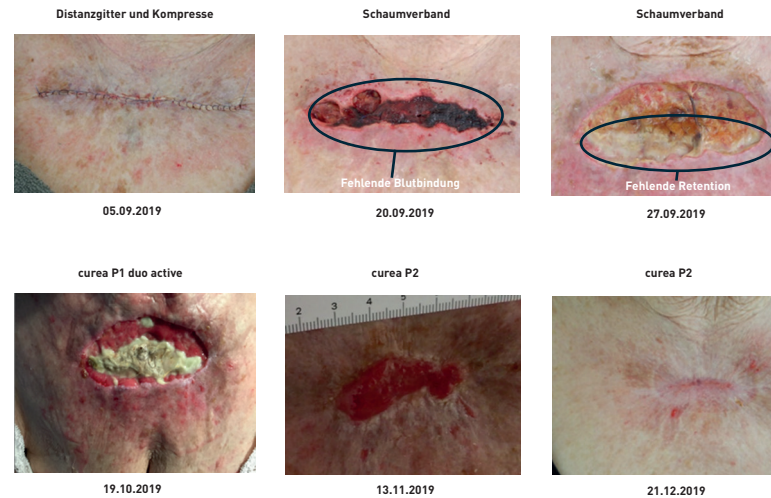 Distanzgitter und Kompresse
Schaumverband
Schaumverband
Fehlende Blutbindung
Fehlende Retention
05.09.2019
20.09.2019
27.09.2019
curea P1 duo active
curea P2
curea P2
2 3 4 5
19.10.2019
13.11.2019
21.12.2019